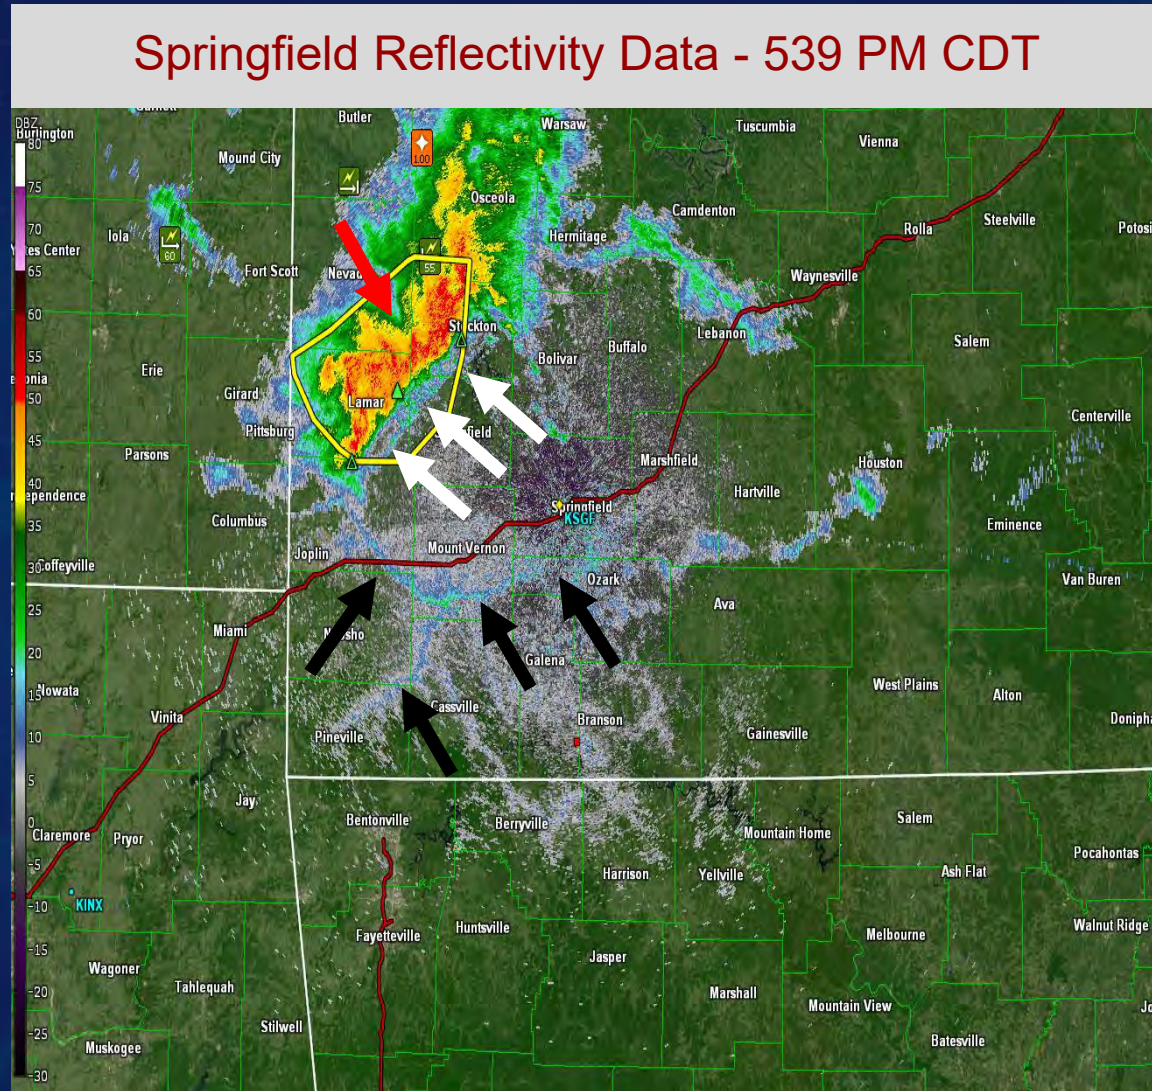 Springfield Reflectivity Data - 539 PM CDT
DBZ
Burlington
Butler
Warsaw
Tuscumbia
Vienna
80
Mound City
1.00
75
Osceola
Camdenton
Steelville
70
Iola
Hermitage
Rolla
Potosi
65
60
Fort Scott
55
Waynesville
60
Stockton
Lebanon
Salem
55
Erie
Bolivar
Buffalo
50
Girard
Lamar
Centerville
45
Pittsburg
Parsons
Marshfield
Houston
40
Hartville
Springfield
KSGF
Columbus
Eminence
35
Joplin
Mount Vernon
30
Coffeyville
Ozark
Van Buren
25
Miami
Ava
20
Galena
15
Nowata
Vinita
Cassville
West Plains
Alton
10
Pineville
Branson
Gainesville
5
Jay
0
Claremore
Pryor
Bentonville
Berryville
Mountain Home
Salem
-5
Harrison
Yellville
Ash Flat
Pocahontas
-10
KINX
Fayetteville
Huntsville
Melbourne
Walnut Ridge
-15
Wagoner
Jasper
-20
Tahlequah
Marshall
Mountain View
-25
Stilwell
Batesville
Muskogee
-30